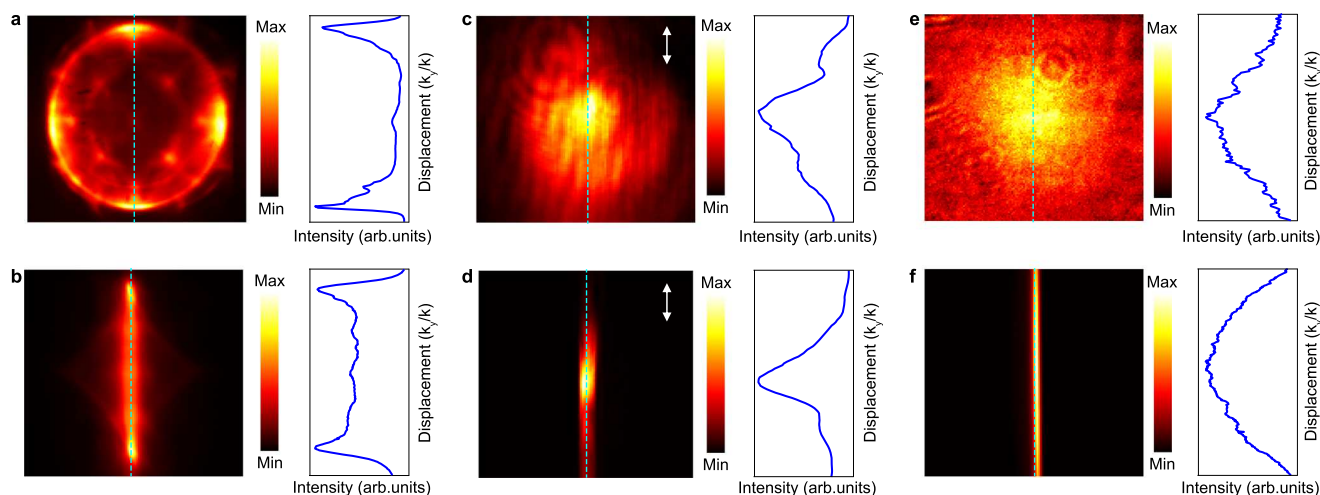 a
Max
Min
Displacement (ky/k)
Intensity (arb.units)
c
Max
Min
Displacement (ky/k)
Intensity (arb.units)
e
Max
Min
Displacement (ky/k)
Intensity (arb.units)
b
Max
Min
Displacement (ky/k)
Intensity (arb.units)
d
Max
Min
Displacement (ky/k)
Intensity (arb.units)
f
Max
Min
Displacement (ky/k)
Intensity (arb.units)